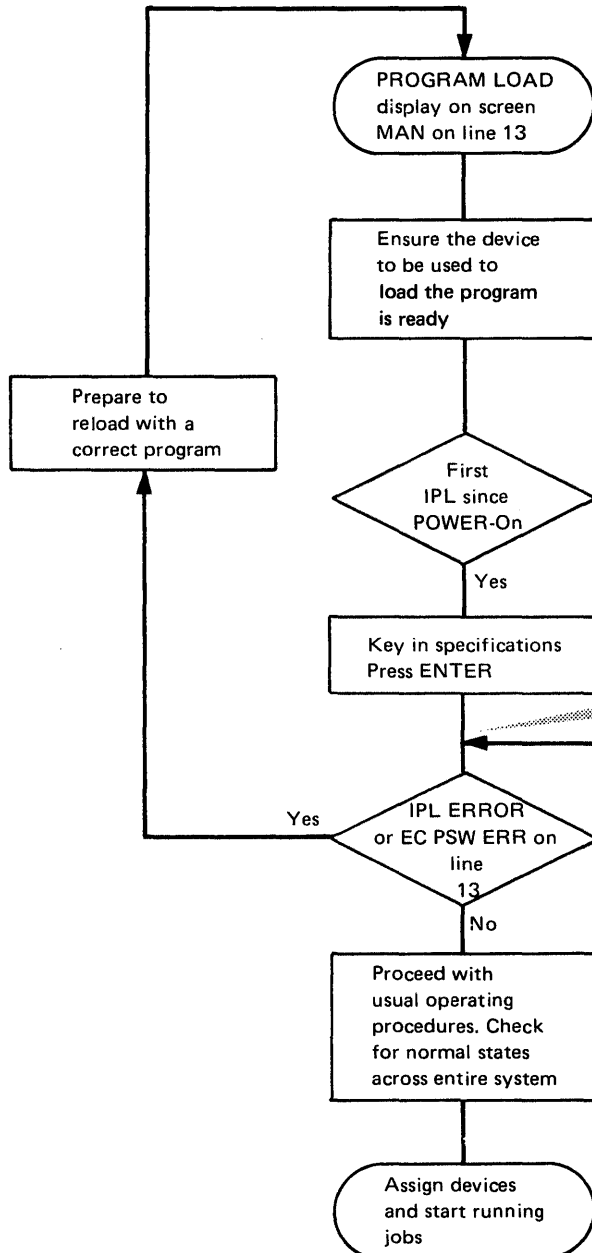 PROGRAM LOAD
display on screen
MAN on line 13
Ensure the device
to be used to
load the program
is ready
Prepare to
reload with a
correct program
First
IPL since
POWER-On
Yes
Key in specifications
Press ENTER
Yes
IPL ERROR
or EC PSW ERR on
line
13
No
Proceed with
usual operating
procedures. Check
for normal states
across entire system
Assign devices
and start running
jobs